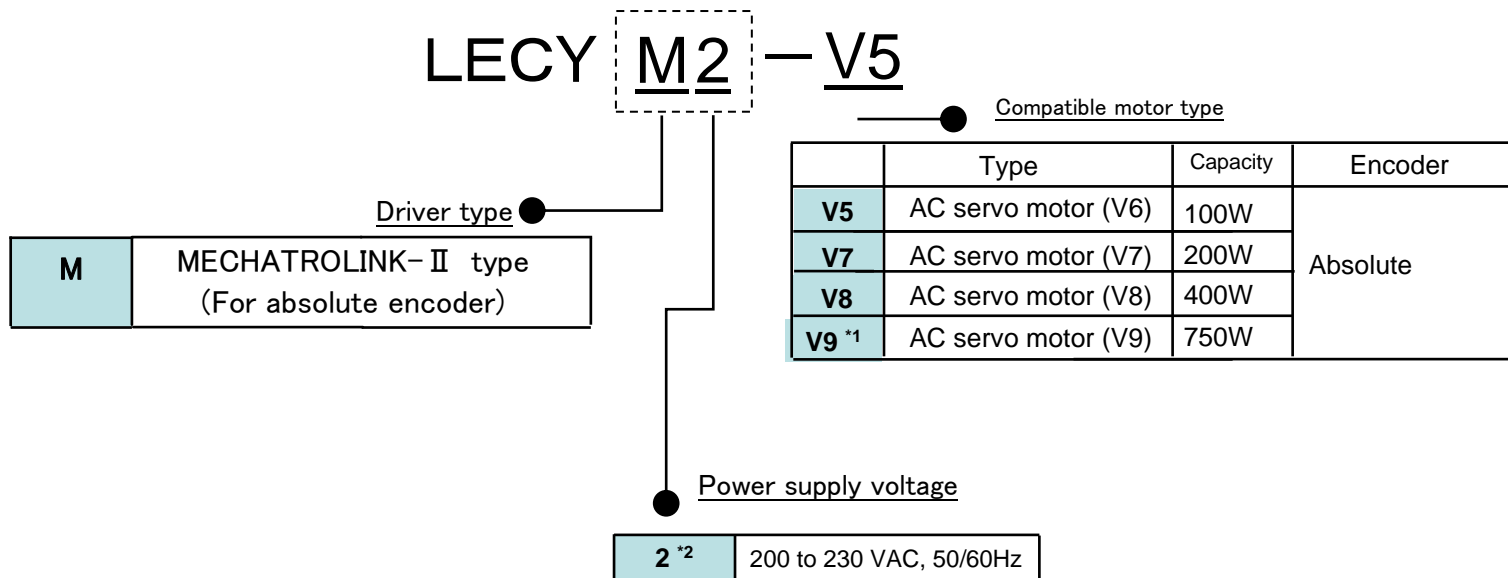 LECY M2－V5
Compatible motor type
Type Capacity Encoder
V5 AC servo motor (V6) 100W Absolute
V7 AC servo motor (V7) 200W
V8 AC servo motor (V8) 400W
V9 *1 AC servo motor (V9) 750W
Driver type
M MECHATROLINK-Ⅱ type
(For absolute encoder)
Power supply voltage
2 *2 200 to 230 VAC, 50/60Hz